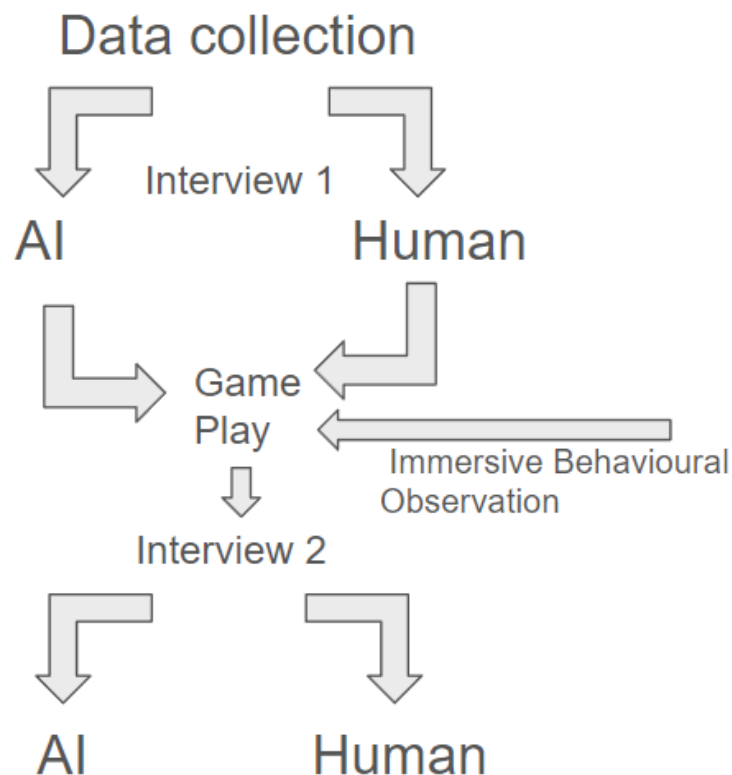 Data collection
Interview 1
AI
Human
Game
Play
Immersive Behavioural
Observation
Interview 2
AI
Human